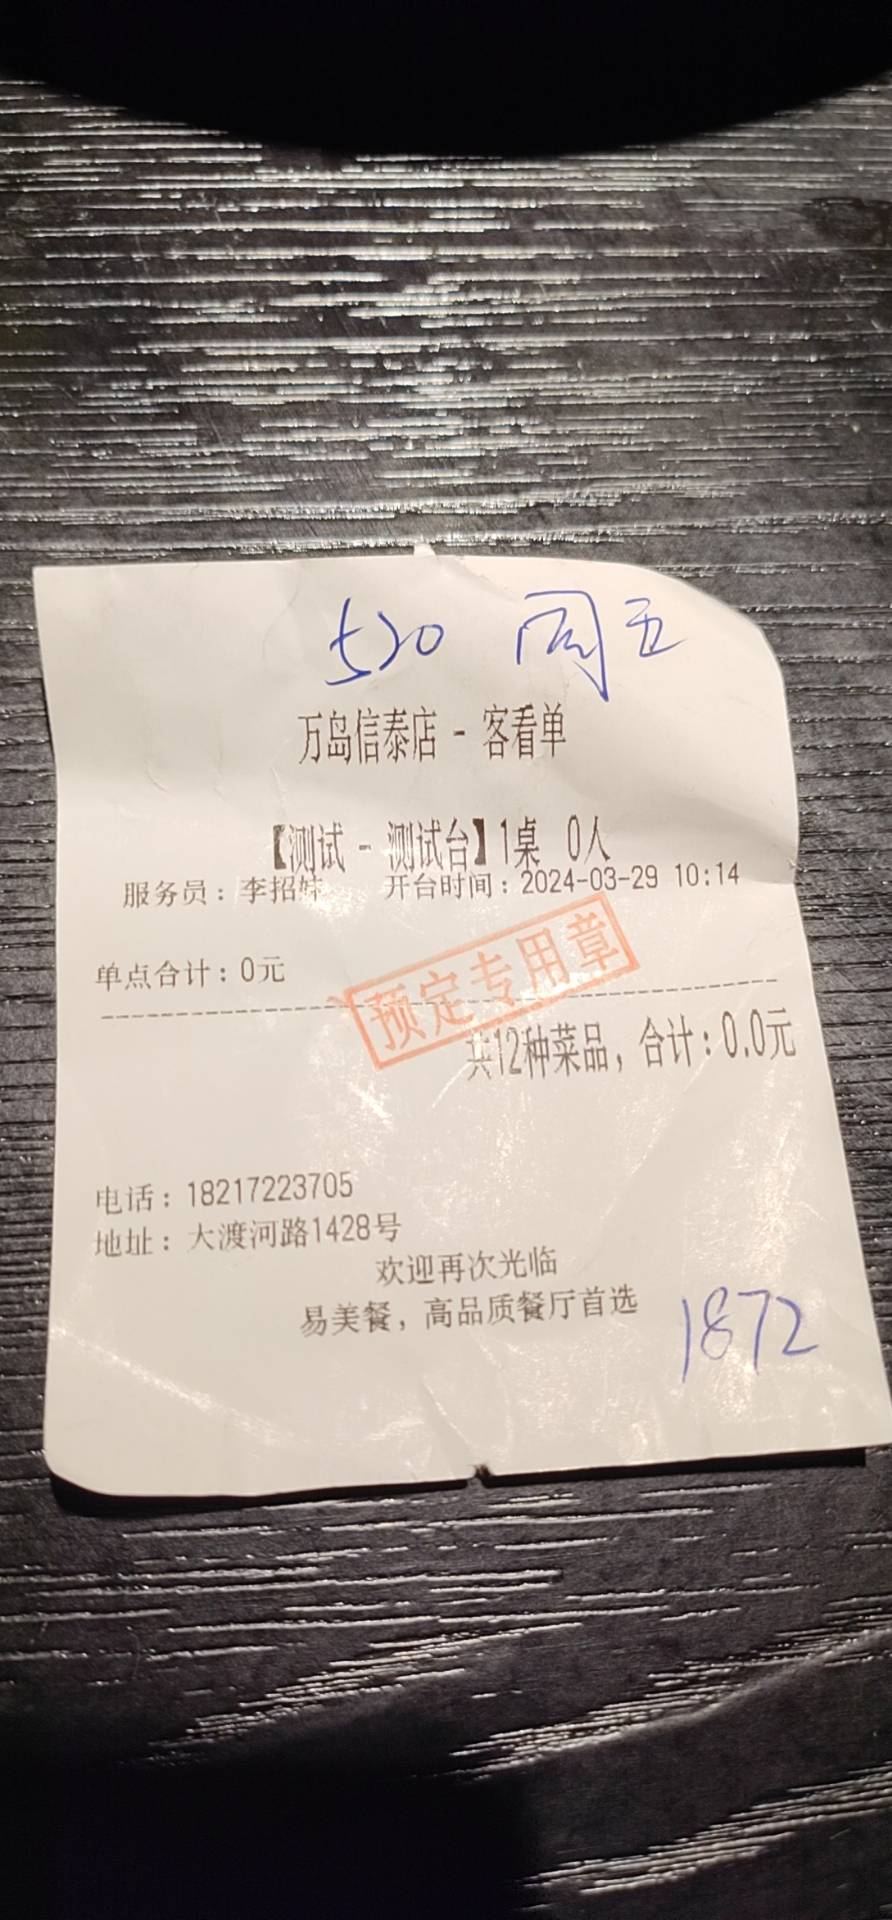 520 周五
万岛信泰店 - 客看单
【测试 - 测试台】1桌 0人
服务员：李招妹 开台时间：2024-03-29 10:14
单点合计：0元
预定专用章
共12种菜品，合计：0.0元
电话：18217223705
地址：大渡河路1428号
欢迎再次光临
易美餐，高品质餐厅首选
1872